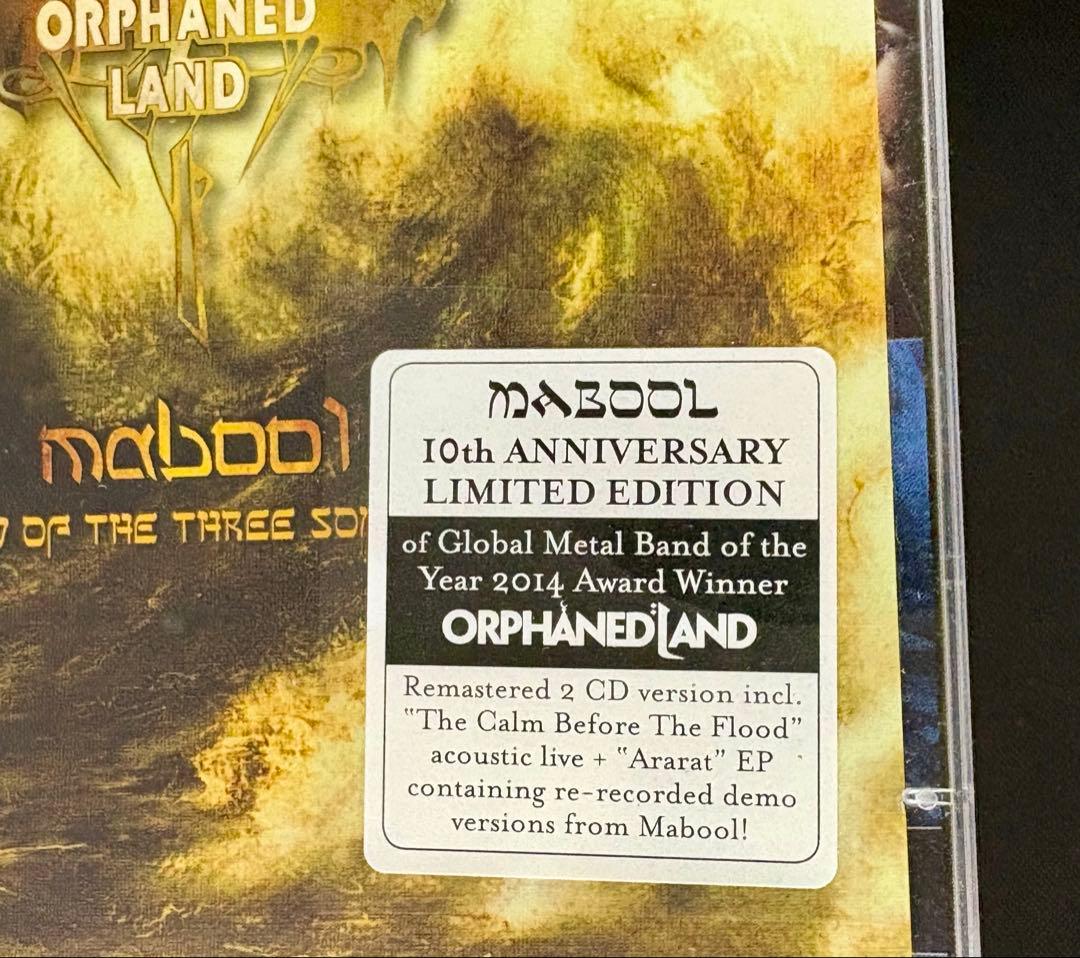 ORPHANED
LAND
mabool
OF THE THREE
MABOOL
10th ANNIVERSARY
LIMITED EDITION
of Global Metal Band of the
Year 2014 Award Winner
ORPHANED LAND
Remastered 2 CD version incl.
“The Calm Before The Flood”
acoustic live + “Ararat” EP
containing re-recorded demo
versions from Mabool!